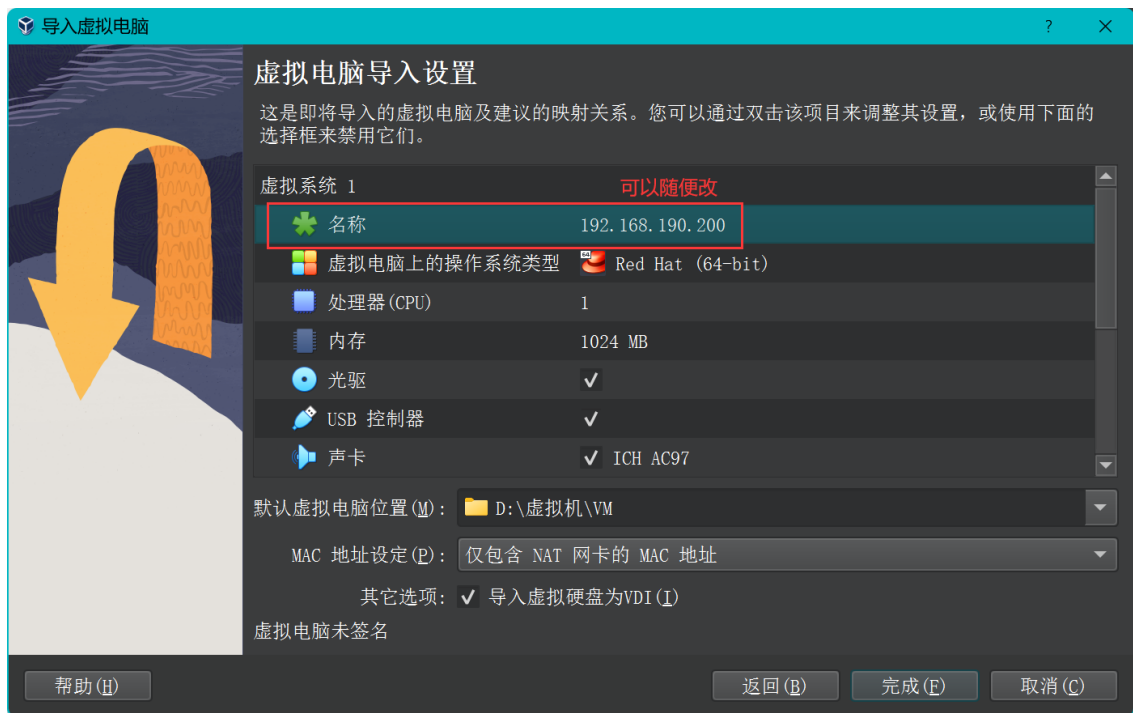 导入虚拟电脑
虚拟电脑导入设置
这是即将导入的虚拟电脑及建议的映射关系。您可以通过双击该项目来调整其设置，或使用下面的
选择框来禁用它们。
虚拟系统 1 可以随便改
名称 192.168.190.200
虚拟电脑上的操作系统类型 64 Red Hat (64-bit)
处理器(CPU) 1
内存 1024 MB
光驱
USB 控制器
声卡 ICH AC97
默认虚拟电脑位置(M): D:\虚拟机\VM
MAC 地址设定(P): 仅包含 NAT 网卡的 MAC 地址
其它选项: 导入虚拟硬盘为VDI(I)
虚拟电脑未签名
帮助(H) 返回(B) 完成(F) 取消(C)